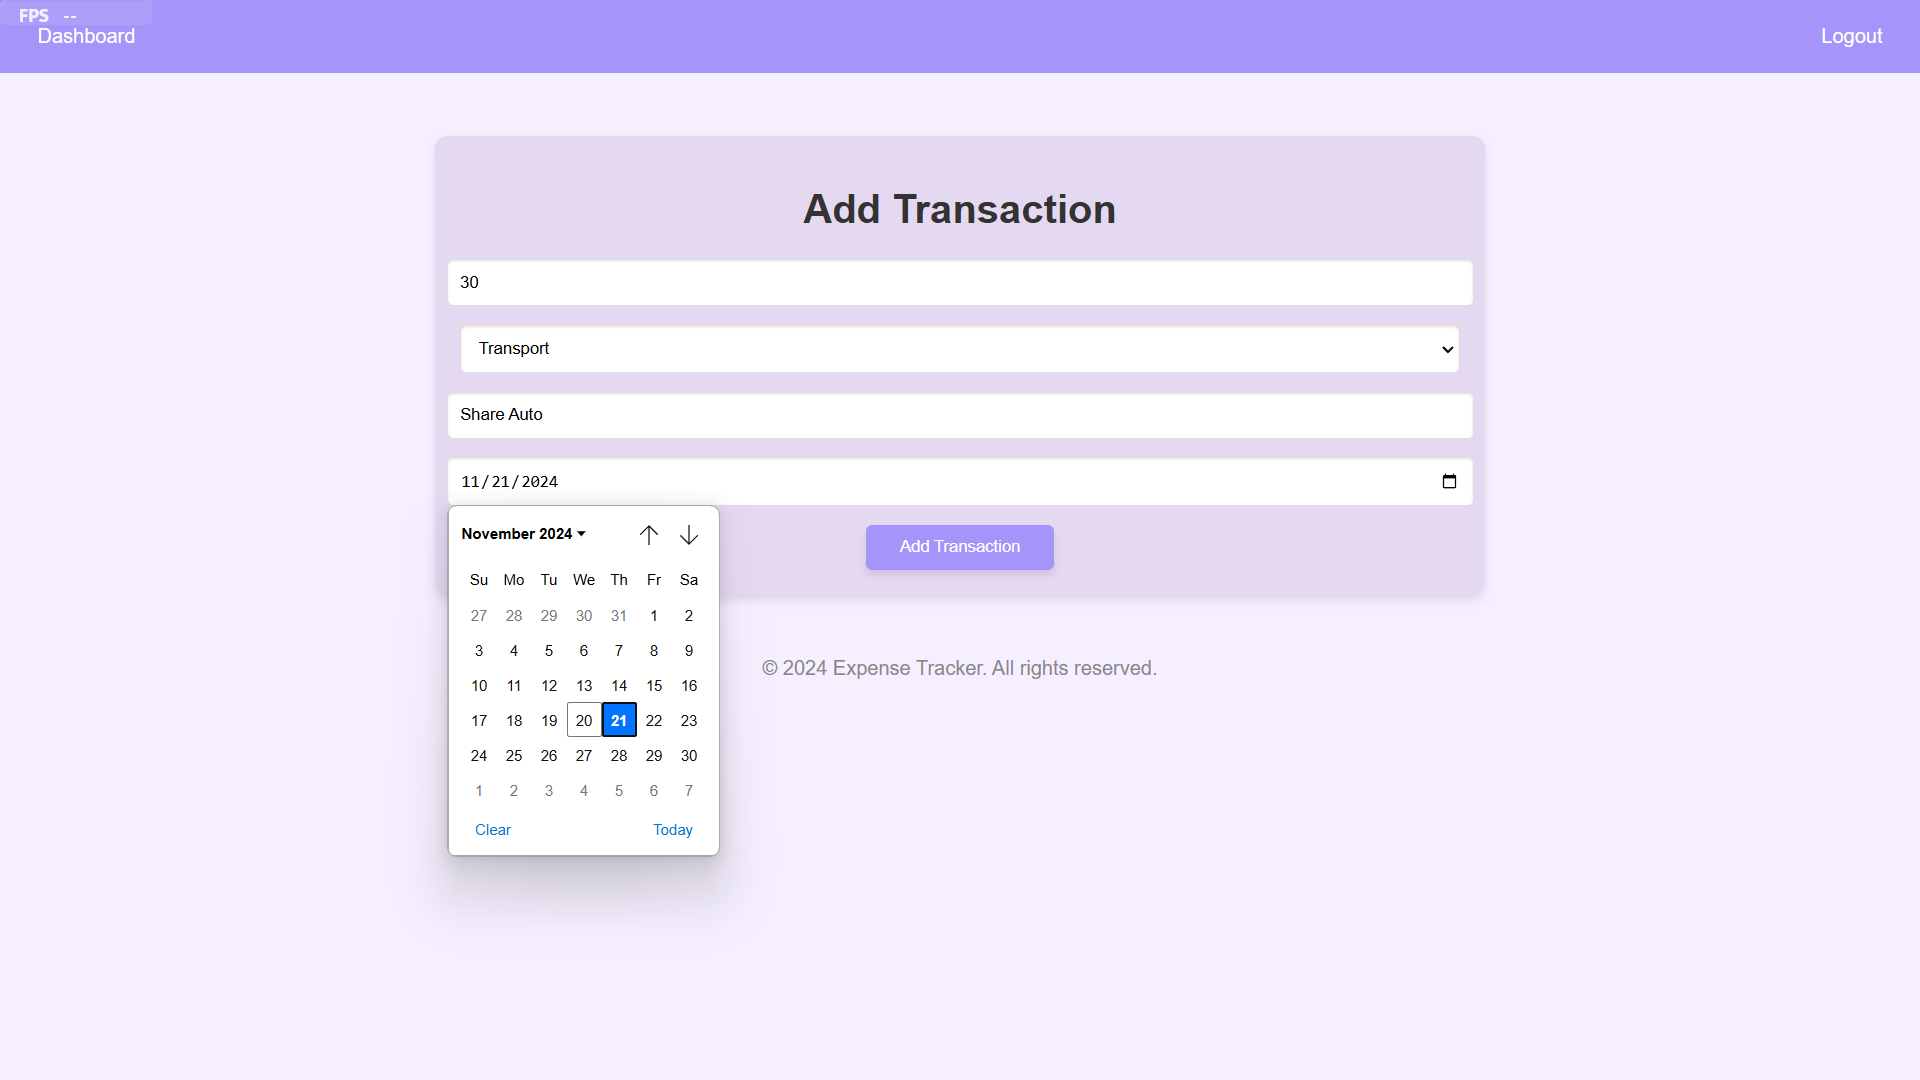 FPS --
Dashboard
Logout
Add Transaction
30
Transport
Share Auto
11/21/2024
November 2024
Su Mo Tu We Th Fr Sa
27 28 29 30 31 1 2
3 4 5 6 7 8 9
10 11 12 13 14 15 16
17 18 19 20 21 22 23
24 25 26 27 28 29 30
1 2 3 4 5 6 7
Clear Today
Add Transaction
© 2024 Expense Tracker. All rights reserved.